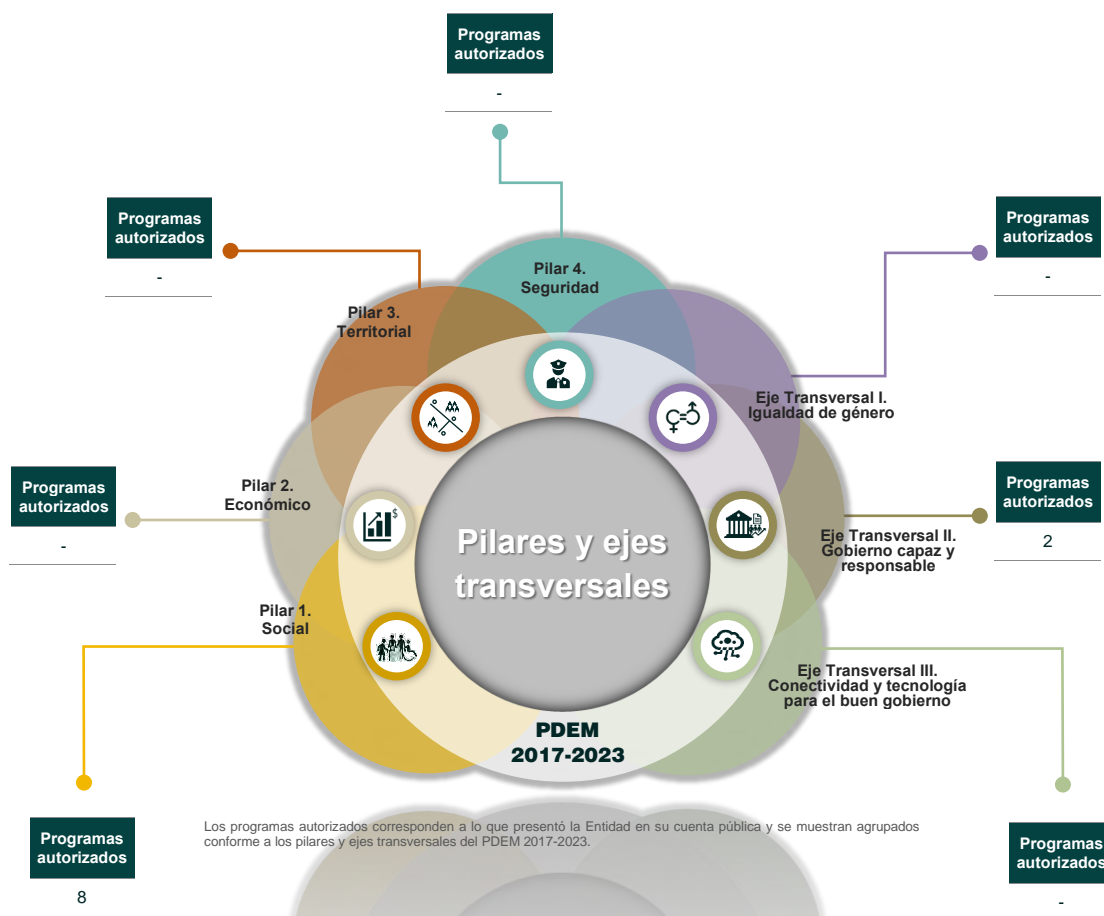 Programas
autorizados
-
Programas
autorizados
-
Programas
autorizados
-
Pilar 4.
Seguridad
Pilar 3.
Territorial
Eje Transversal I.
Igualdad de género
Programas
autorizados
-
Pilar 2.
Económico
$
Programas
autorizados
2
Eje Transversal II.
Gobierno capaz y
responsable
Pilares y ejes
transversales
Pilar 1.
Social
Eje Transversal III.
Conectividad y tecnología
para el buen gobierno
PDEM
2017-2023
Los programas autorizados corresponden a lo que presentó la Entidad en su cuenta pública y se muestran agrupados
conforme a los pilares y ejes transversales del PDEM 2017-2023.
Programas
autorizados
8
Programas
autorizados
-